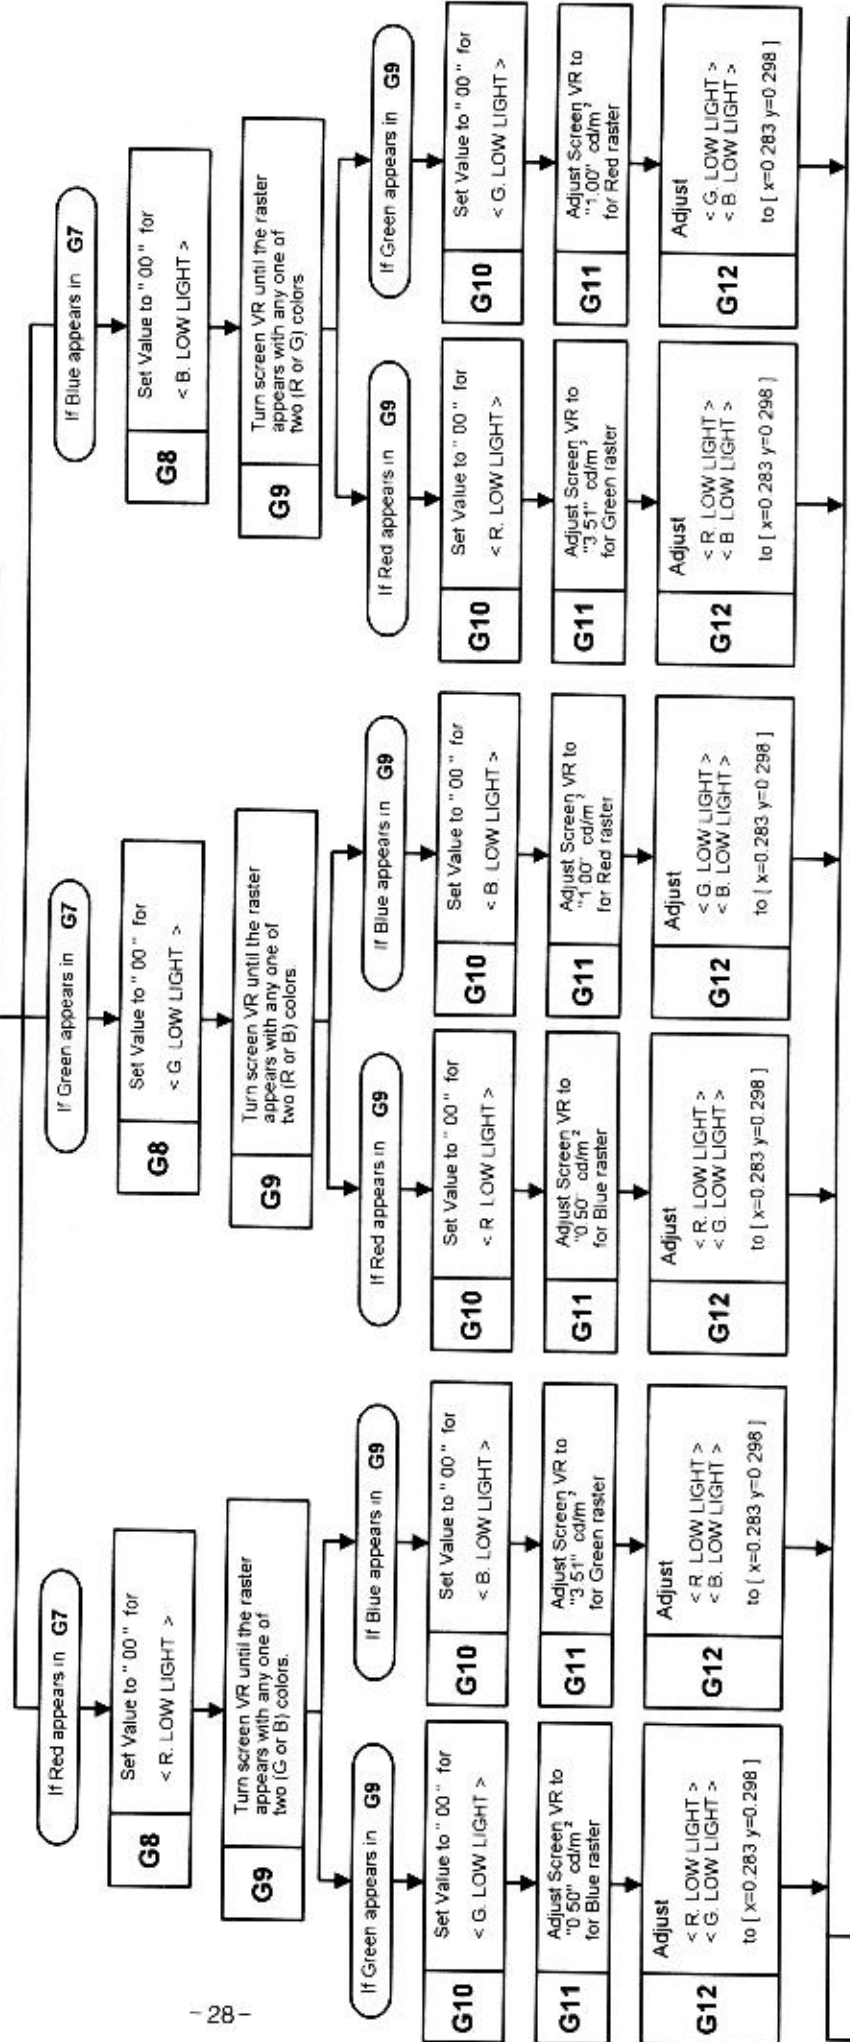 If Red appears in G7
G8
Set Value to " 00 " for
< R. LOW LIGHT >
G9
Turn screen VR until the raster
appears with any one of
two (G or B) colors.
If Green appears in G9
G10
Set Value to " 00 " for
< G. LOW LIGHT >
G11
Adjust Screen VR to
"0 50" cd/m²
for Blue raster
G12
Adjust
< R. LOW LIGHT >
< G. LOW LIGHT >
to [ x=0.283 y=0.298 ]
If Blue appears in G9
G10
Set Value to " 00 " for
< B. LOW LIGHT >
G11
Adjust Screen VR to
"3 51" cd/m²
for Green raster
G12
Adjust
< R. LOW LIGHT >
< B. LOW LIGHT >
to [ x=0.283 y=0 298 ]
If Green appears in G7
G8
Set Value to " 00 " for
< G. LOW LIGHT >
G9
Turn screen VR until the raster
appears with any one of
two (R or B) colors.
If Red appears in G9
G10
Set Value to " 00 " for
< R. LOW LIGHT >
G11
Adjust Screen VR to
"0 50" cd/m²
for Blue raster
G12
Adjust
< R. LOW LIGHT >
< G. LOW LIGHT >
to [ x=0.283 y=0.298 ]
If Blue appears in G9
G10
Set Value to " 00 " for
< B. LOW LIGHT >
G11
Adjust Screen VR to
"1 00" cd/m²
for Red raster
G12
Adjust
< G. LOW LIGHT >
< B. LOW LIGHT >
to [ x=0.283 y=0 298 ]
If Blue appears in G7
G8
Set Value to " 00 " for
< B. LOW LIGHT >
G9
Turn screen VR until the raster
appears with any one of
two (R or G) colors
If Red appears in G9
G10
Set Value to " 00 " for
< R. LOW LIGHT >
G11
Adjust Screen VR to
"3 51" cd/m²
for Green raster
G12
Adjust
< R. LOW LIGHT >
< B LOW LIGHT >
to [ x=0 283 y=0 298 ]
If Green appears in G9
G10
Set Value to " 00 " for
< G. LOW LIGHT >
G11
Adjust Screen VR to
"1.00" cd/m²
for Red raster
G12
Adjust
< G LOW LIGHT >
< B. LOW LIGHT >
to [ x=0 283 y=0 298 ]
-28-